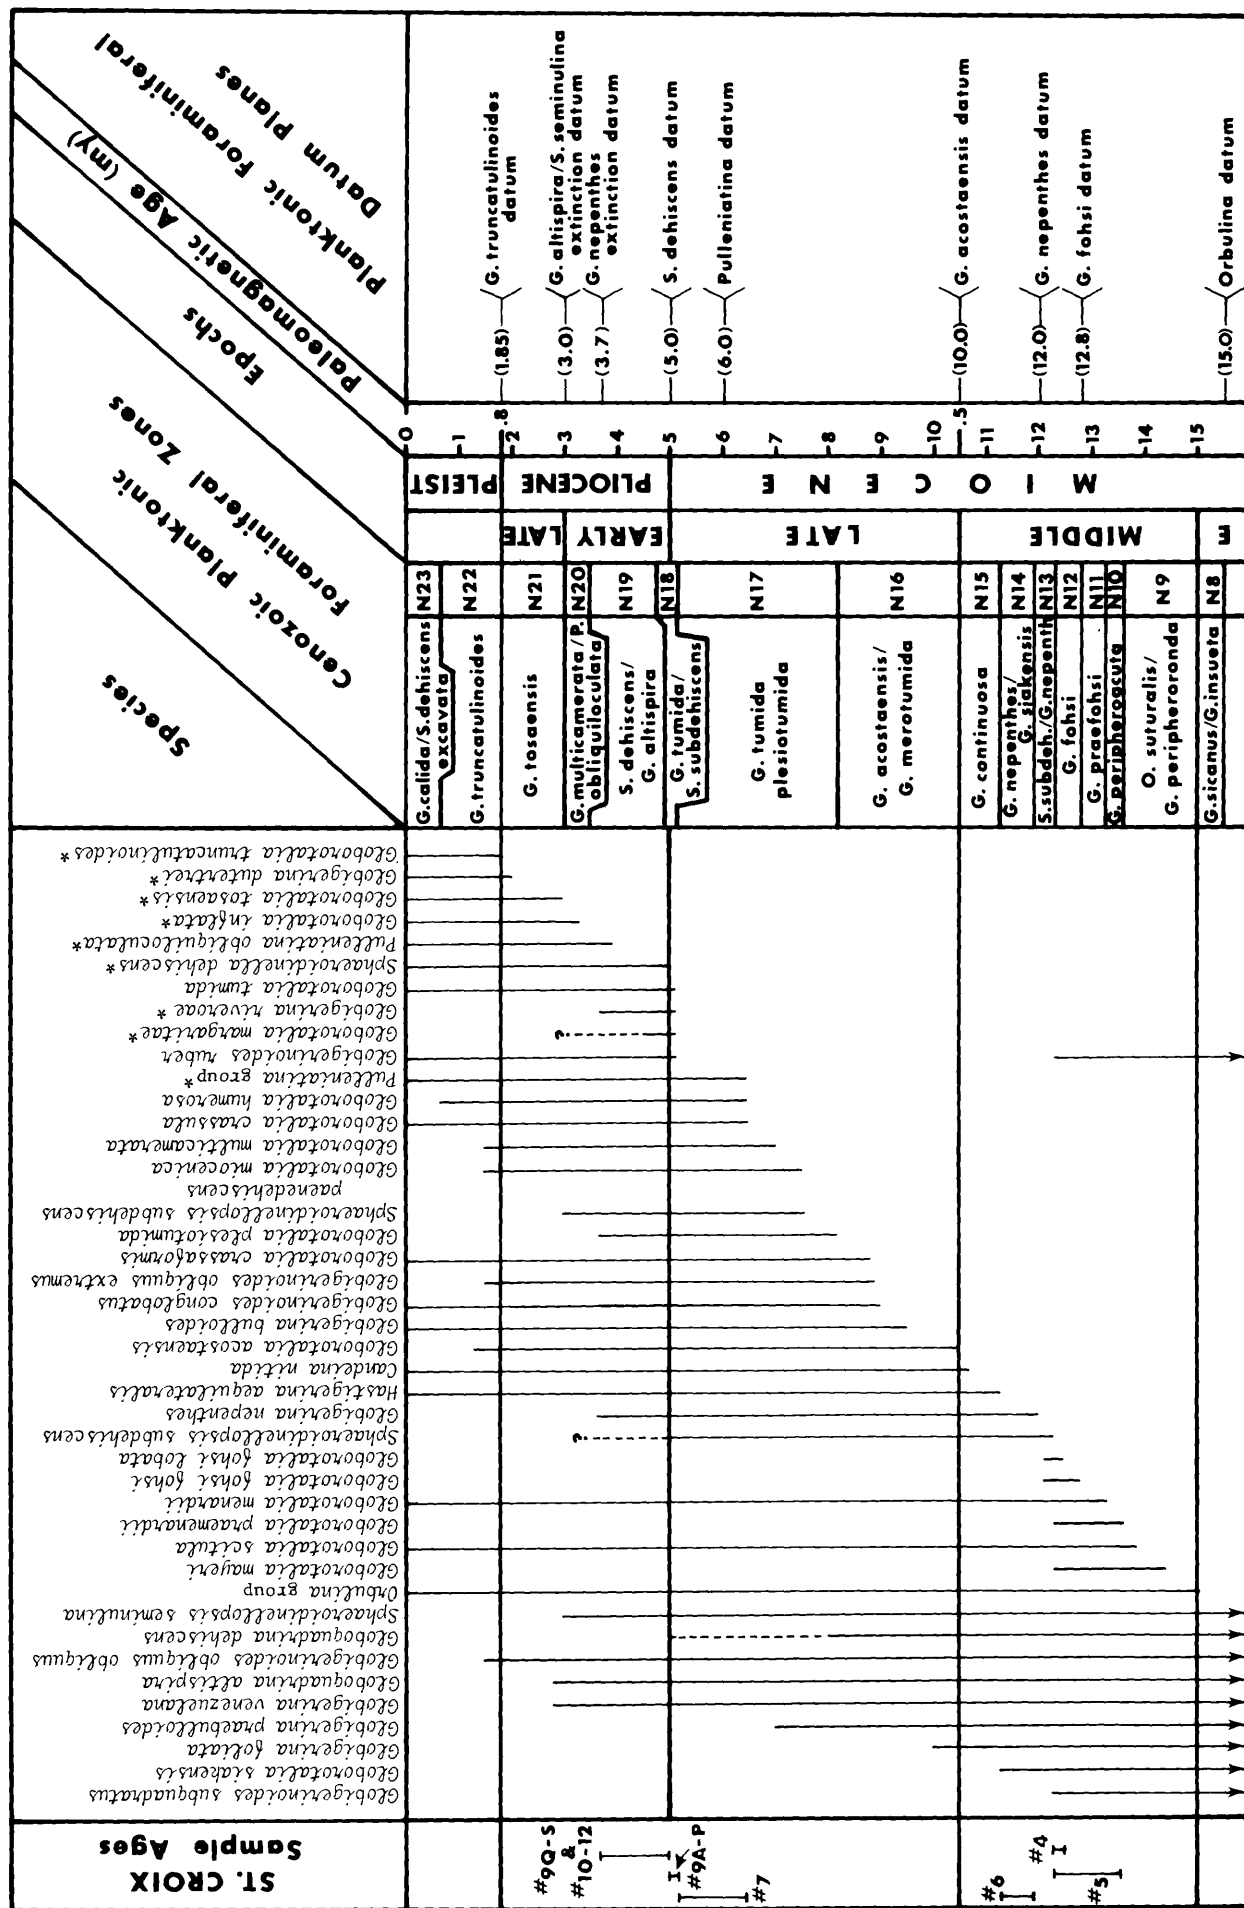 Planktonic Foraminiferal
Datum Planes
Paleomagnetic Age (my)
Epochs
Cenozoic Planktonic
Foraminiferal Zones
Species
G. truncatulinoides
datum
G. altispira/S. seminulina
extinction datum
G. nepenthes
extinction datum
S. dehiscens datum
Pulleniatina datum
G. acostaensis datum
G. nepenthes datum
G. fohsi datum
Orbulina datum
(1.85)
(3.0)
(3.7)
(5.0)
(6.0)
(10.0)
(12.0)
(12.8)
(15.0)
0
1
.8
2
3
4
5
6
7
8
9
10
.5
11
12
13
14
15
PLEIST
PLIOCENE
MIOCENE
LATE
EARLY
LATE
MIDDLE
E
N23
N22
N21
N20
N19
N18
N17
N16
N15
N14
N13
N12
N11
N10
N9
N8
G.calida/S.dehiscens
excavata
G.truncatulinoides
G. tosaensis
G. multicamerata/P.
obliquiloculata
S. dehiscens/
G. altispira
G. tumida/
S. subdehiscens
G. tumida
plesiotumida
G. acostaensis/
G. merotumida
G. continuosa
G. nepenthes/
G. siakensis
S.subdeh./G.nepenth
G. fohsi
G. praefohsi
G. peripheroacuta
O. suturalis/
G. peripheroronda
G.sicanus/G.insueta
Globorotalia truncatulinoides*
Globigerina dutertrei*
Globorotalia tosaensis*
Globorotalia inflata*
Pulleniatina obliquiloculata*
Sphaeroidinella dehiscens*
Globorotalia tumida
Globigerina riveroae*
Globorotalia margaritae*
Globigerinoides ruber
Pulleniatina group*
Globorotalia humerosa
Globorotalia crassula
Globorotalia multicamerata
Globorotalia miocenica
paenedehiscens
Sphaeroidinellopsis subdehiscens
Globorotalia plesiotumida
Globorotalia crassaformis
Globigerinoides obliquus extremus
Globigerinoides conglobatus
Globigerina bulloides
Globorotalia acostaensis
Candeina nitida
Hastigerina aequilateralis
Globigerina nepenthes
Sphaeroidinellopsis subdehiscens
Globorotalia fohsi lobata
Globorotalia fohsi fohsi
Globorotalia menardii
Globorotalia praemenardii
Globorotalia scitula
Globorotalia mayeri
Orbulina group
Sphaeroidinellopsis seminulina
Globoquadrina dehiscens
Globigerinoides obliquus obliquus
Globoquadrina altispira
Globigerina venezuelana
Globigerina praebulloides
Globigerina foliata
Globorotalia siakensis
Globigerinoides subquadratus
?
?
ST. CROIX
Sample Ages
#9Q-S
&
#10-12
#9A-P
#7
#6
#4
#5